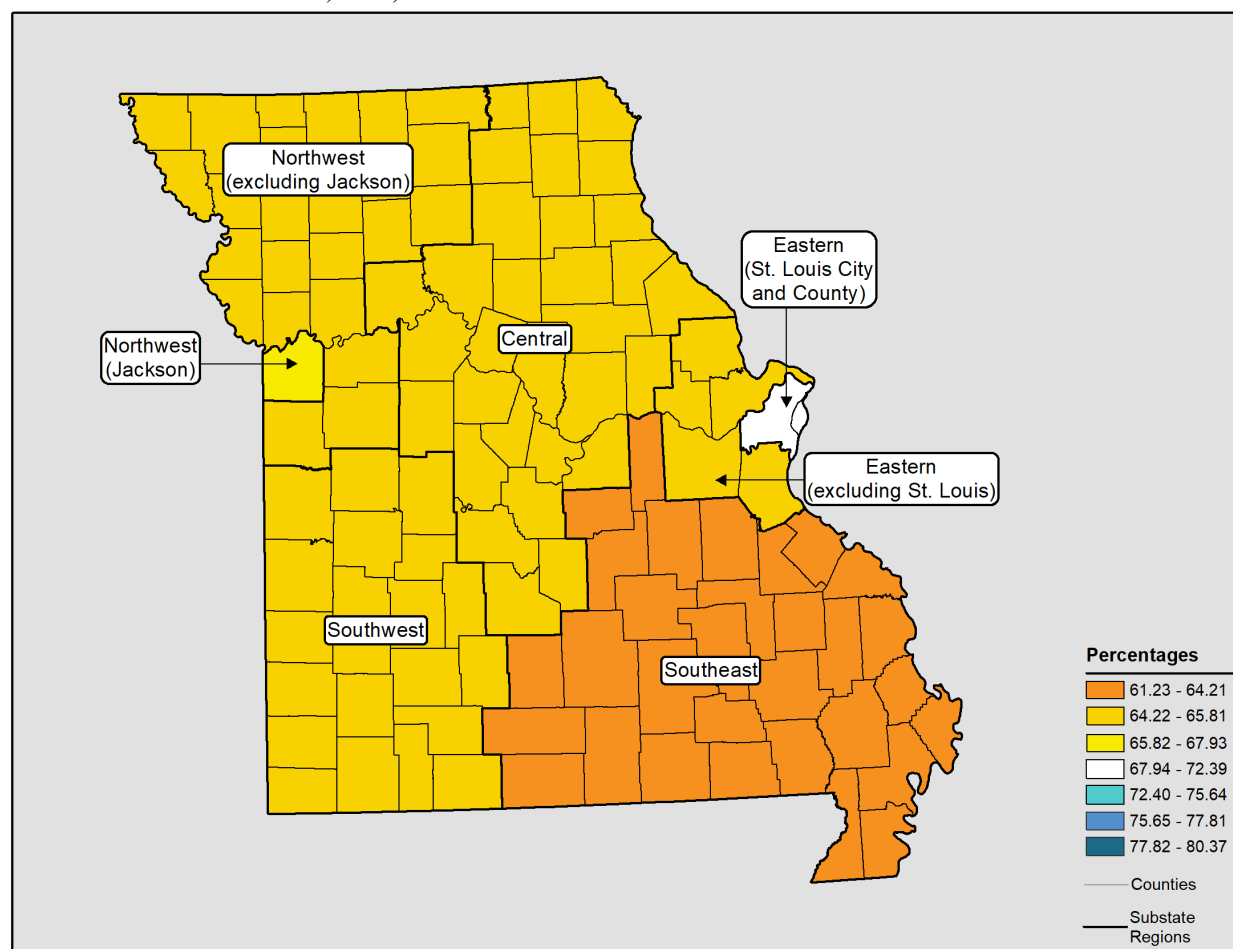 Northwest
(excluding Jackson)
Eastern
(St. Louis City
and County)
Central
Northwest
(Jackson)
Eastern
(excluding St. Louis)
Southwest
Southeast
Percentages
61.23 - 64.21
64.22 - 65.81
65.82 - 67.93
67.94 - 72.39
72.40 - 75.64
75.65 - 77.81
77.82 - 80.37
Counties
Substate
Regions